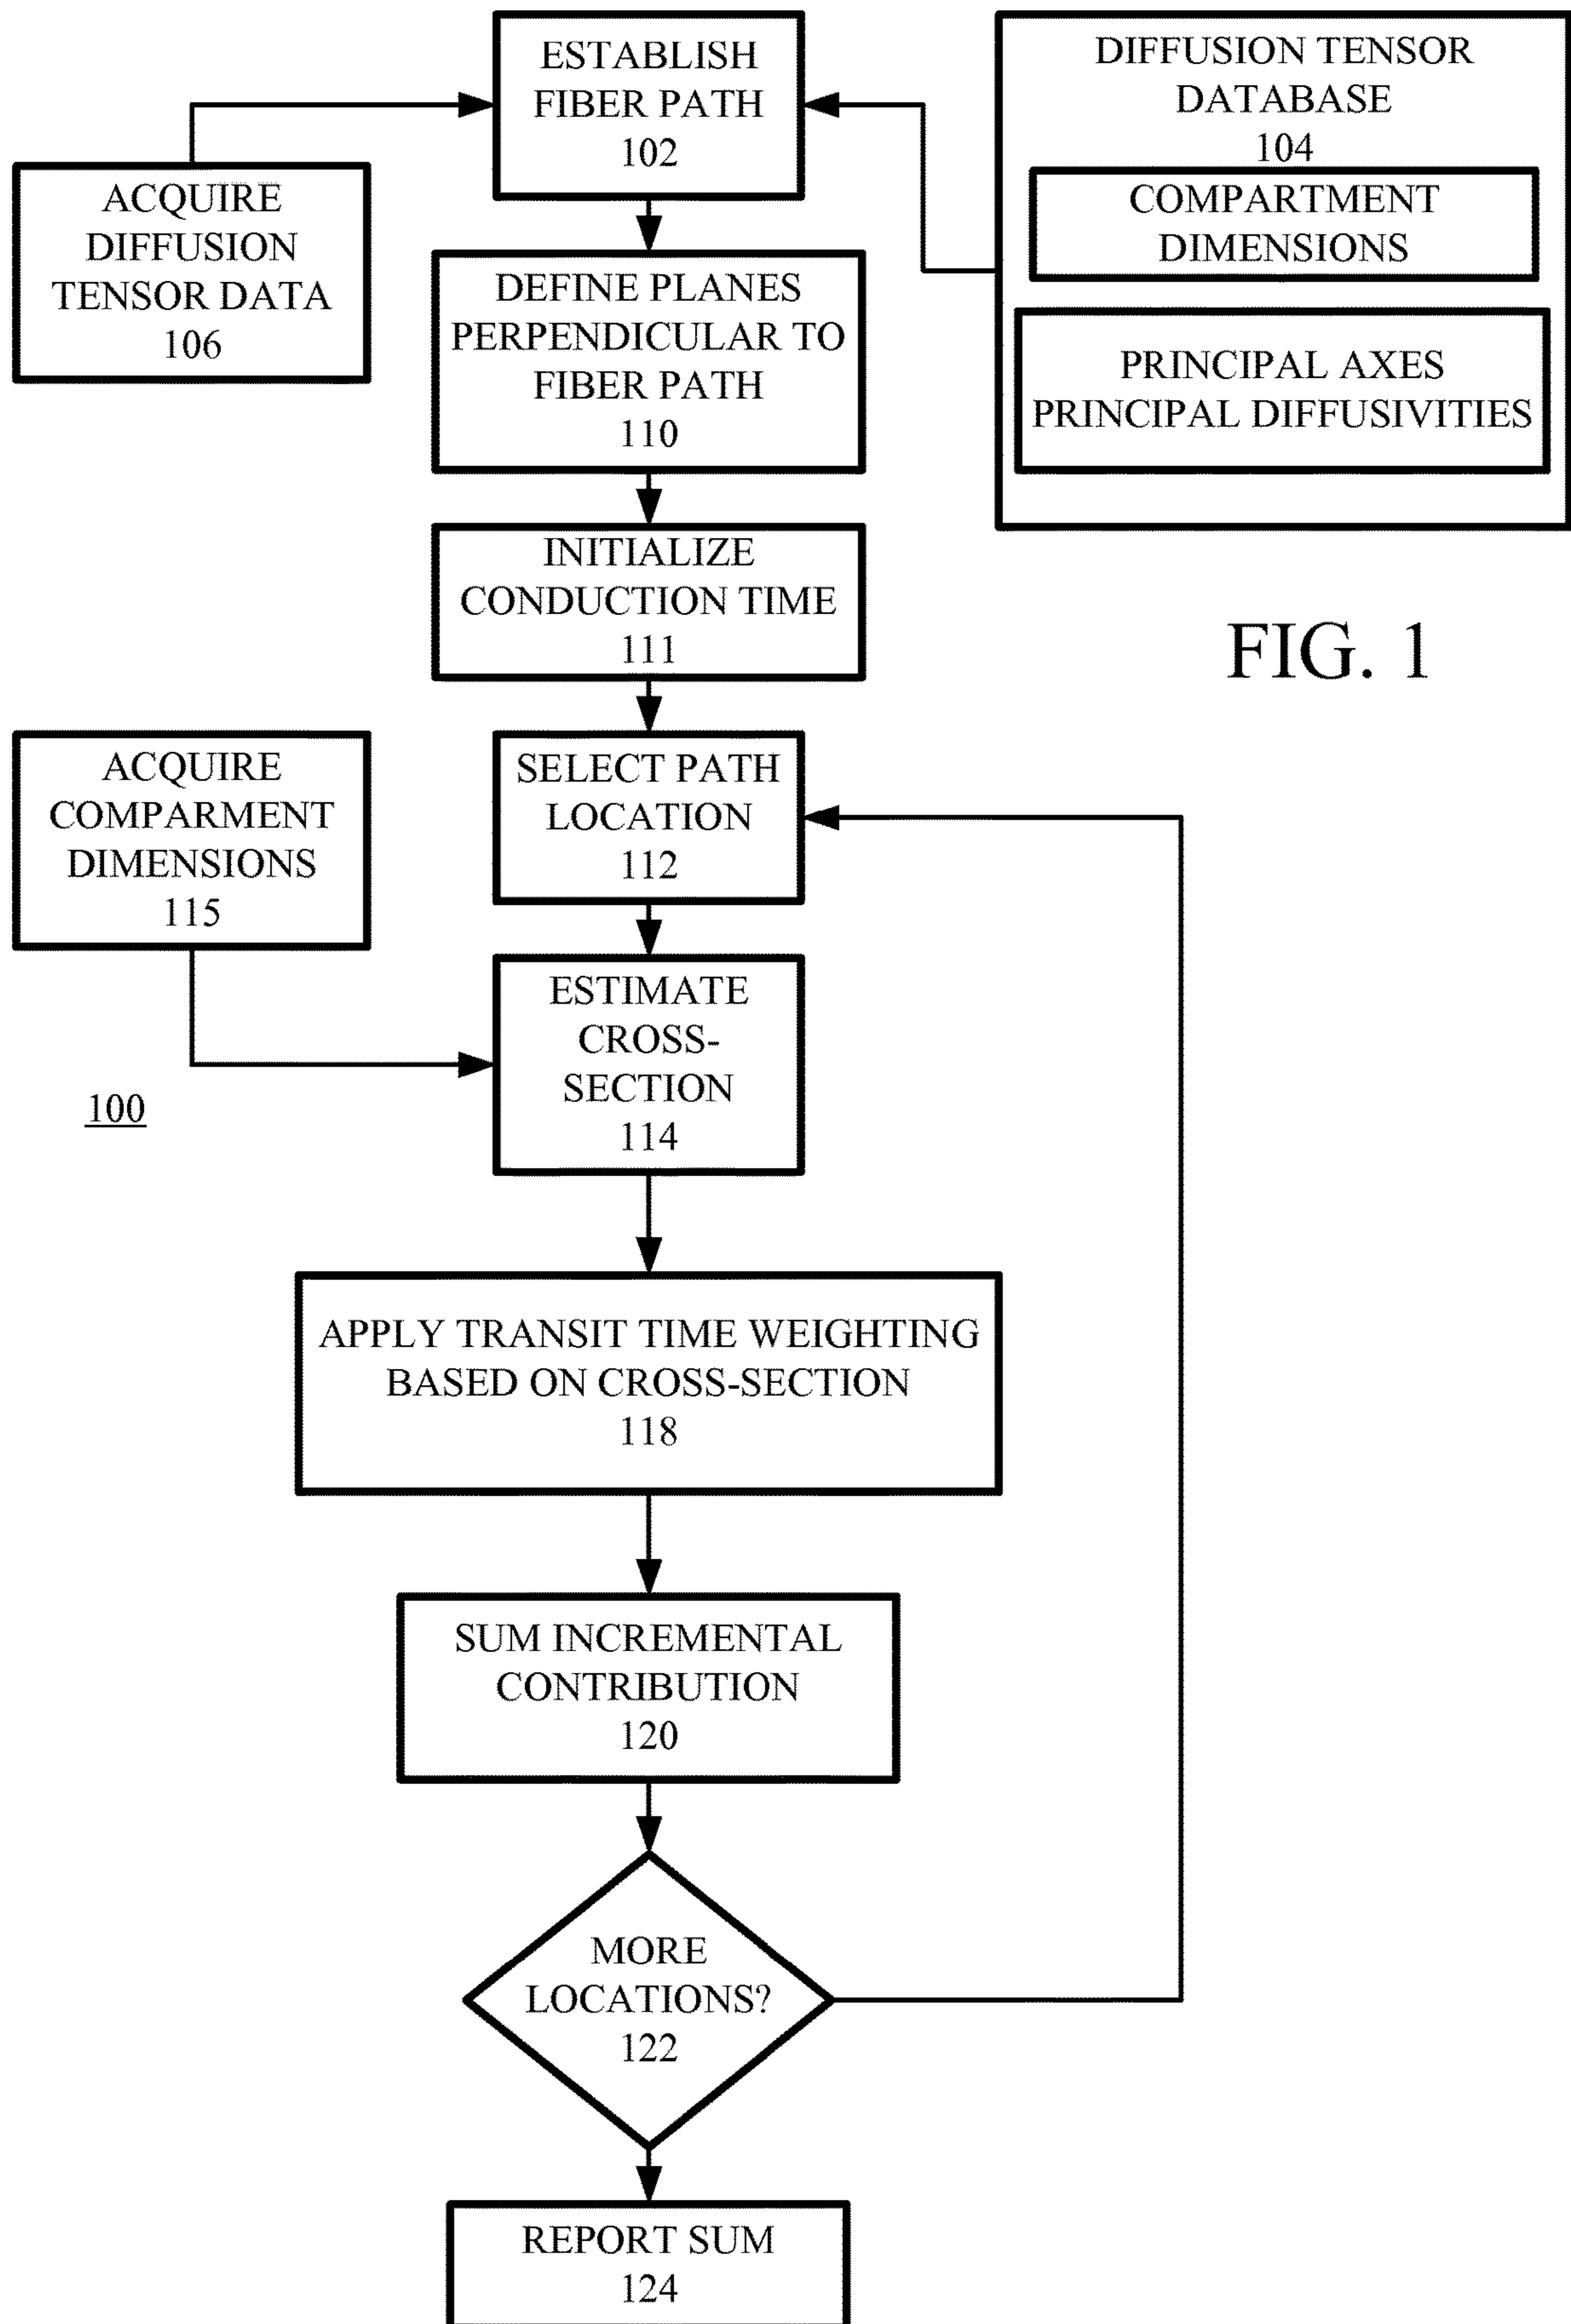 ESTABLISH
FIBER PATH
102
DIFFUSION TENSOR
DATABASE
104
COMPARTMENT
DIMENSIONS
PRINCIPAL AXES
PRINCIPAL DIFFUSIVITIES
ACQUIRE
DIFFUSION
TENSOR DATA
106
DEFINE PLANES
PERPENDICULAR TO
FIBER PATH
110
INITIALIZE
CONDUCTION TIME
111
FIG. 1
ACQUIRE
COMPARMENT
DIMENSIONS
115
SELECT PATH
LOCATION
112
ESTIMATE
CROSS-
SECTION
114
100
APPLY TRANSIT TIME WEIGHTING
BASED ON CROSS-SECTION
118
SUM INCREMENTAL
CONTRIBUTION
120
MORE
LOCATIONS?
122
REPORT SUM
124